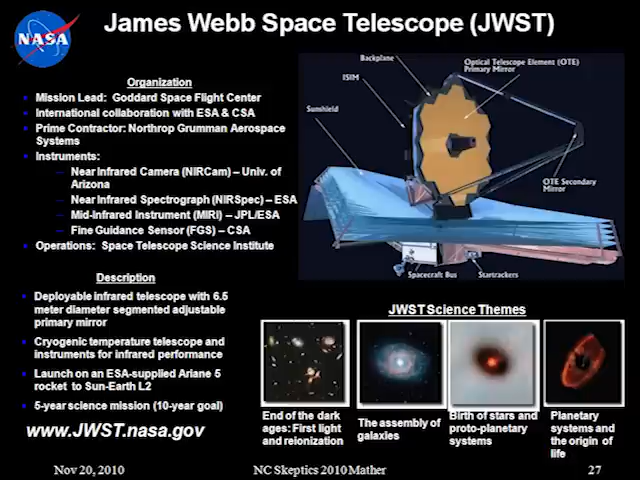 NASA
James Webb Space Telescope (JWST)
Organization
Mission Lead: Goddard Space Flight Center
International collaboration with ESA & CSA
Prime Contractor: Northrop Grumman Aerospace
Systems
Instruments:
— Near Infrared Camera (NIRCam) – Univ. of
Arizona
— Near Infrared Spectrograph (NIRSpec) – ESA
— Mid-Infrared Instrument (MIRI) – JPL/ESA
— Fine Guidance Sensor (FGS) – CSA
Operations: Space Telescope Science Institute
Description
Deployable infrared telescope with 6.5
meter diameter segmented adjustable
primary mirror
Cryogenic temperature telescope and
instruments for infrared performance
Launch on an ESA-supplied Ariane 5
rocket to Sun-Earth L2
5-year science mission (10-year goal)
www.JWST.nasa.gov
Backplane
ISIM
Sunshield
Optical Telescope Element (OTE)
Primary Mirror
OTE Secondary
Mirror
Spacecraft Bus
Startrackers
JWST Science Themes
End of the dark
ages: First light
and reionization
The assembly of
galaxies
Birth of stars and
proto-planetary
systems
Planetary
systems and
the origin of
life
Nov 20, 2010
NC Skeptics 2010 Mather
27